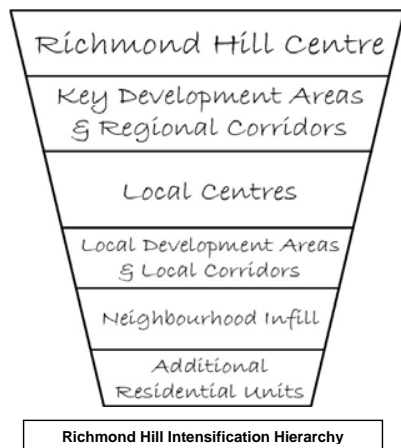 Richmond Hill Centre
Key Development Areas
& Regional Corridors
Local Centres
Local Development Areas
& Local Corridors
Neighbourhood Infill
Additional
Residential Units
Richmond Hill Intensification Hierarchy